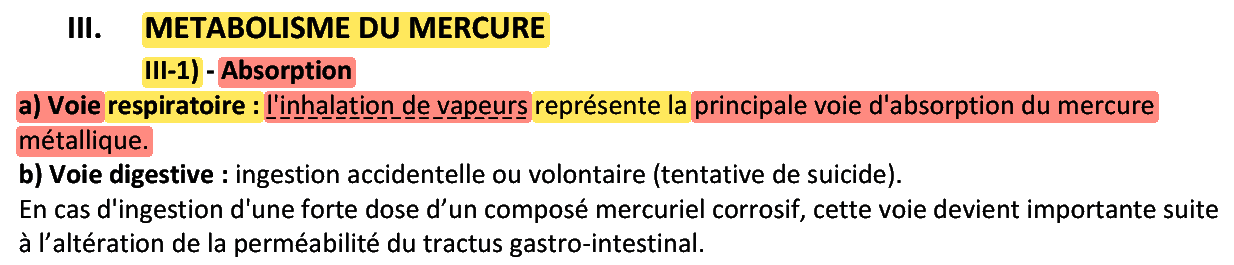 III. METABOLISME DU MERCURE
III-1) - Absorption
a) Voie respiratoire : l'inhalation de vapeurs représente la principale voie d'absorption du mercure
métallique.
b) Voie digestive : ingestion accidentelle ou volontaire (tentative de suicide).
En cas d'ingestion d'une forte dose d’un composé mercuriel corrosif, cette voie devient importante suite
à l’altération de la perméabilité du tractus gastro-intestinal.